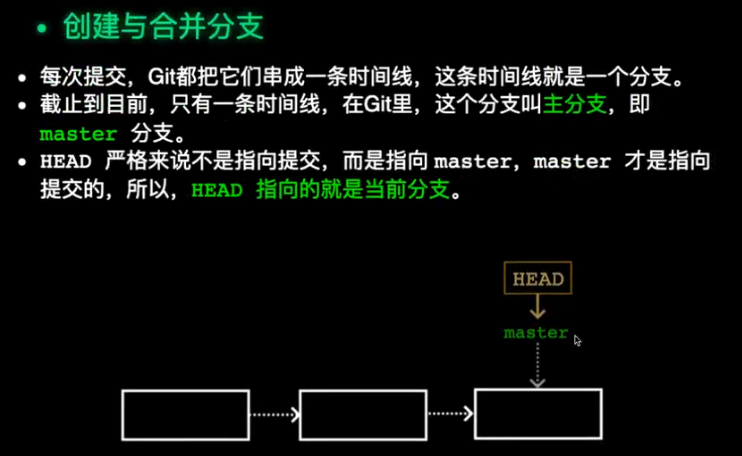 • 创建与合并分支
• 每次提交，Git都把它们串成一条时间线，这条时间线就是一个分支。
• 截止到目前，只有一条时间线，在Git里，这个分支叫主分支，即
master 分支。
• HEAD 严格来说不是指向提交，而是指向 master，master 才是指向
提交的，所以，HEAD 指向的就是当前分支。
HEAD
master